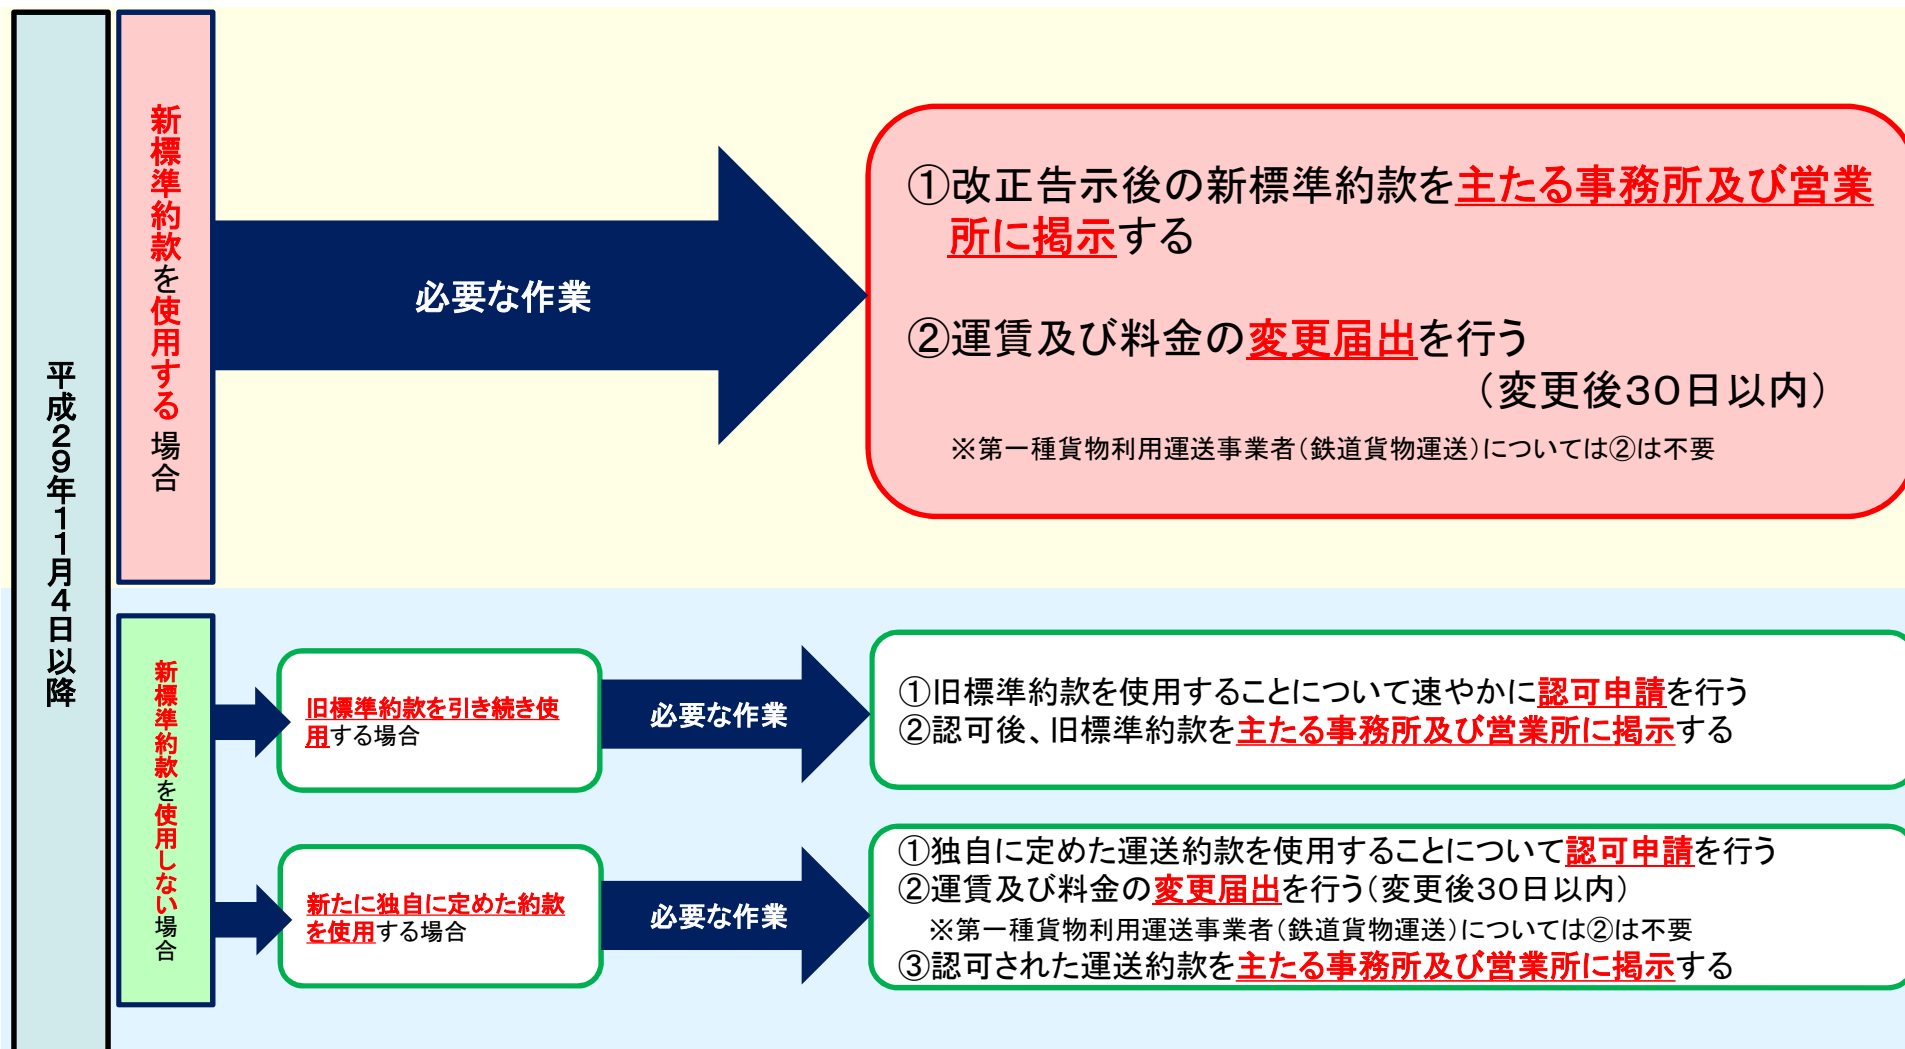 平成29年11月4日以降
新標準約款を使用する場合
必要な作業
①改正告示後の新標準約款を主たる事務所及び営業
所に掲示する
②運賃及び料金の変更届出を行う
（変更後30日以内）
※第一種貨物利用運送事業者（鉄道貨物運送）については②は不要
新標準約款を使用しない場合
旧標準約款を引き続き使
用する場合
必要な作業
①旧標準約款を使用することについて速やかに認可申請を行う
②認可後、旧標準約款を主たる事務所及び営業所に掲示する
新たに独自に定めた約款
を使用する場合
必要な作業
①独自に定めた運送約款を使用することについて認可申請を行う
②運賃及び料金の変更届出を行う（変更後30日以内）
※第一種貨物利用運送事業者（鉄道貨物運送）については②は不要
③認可された運送約款を主たる事務所及び営業所に掲示する